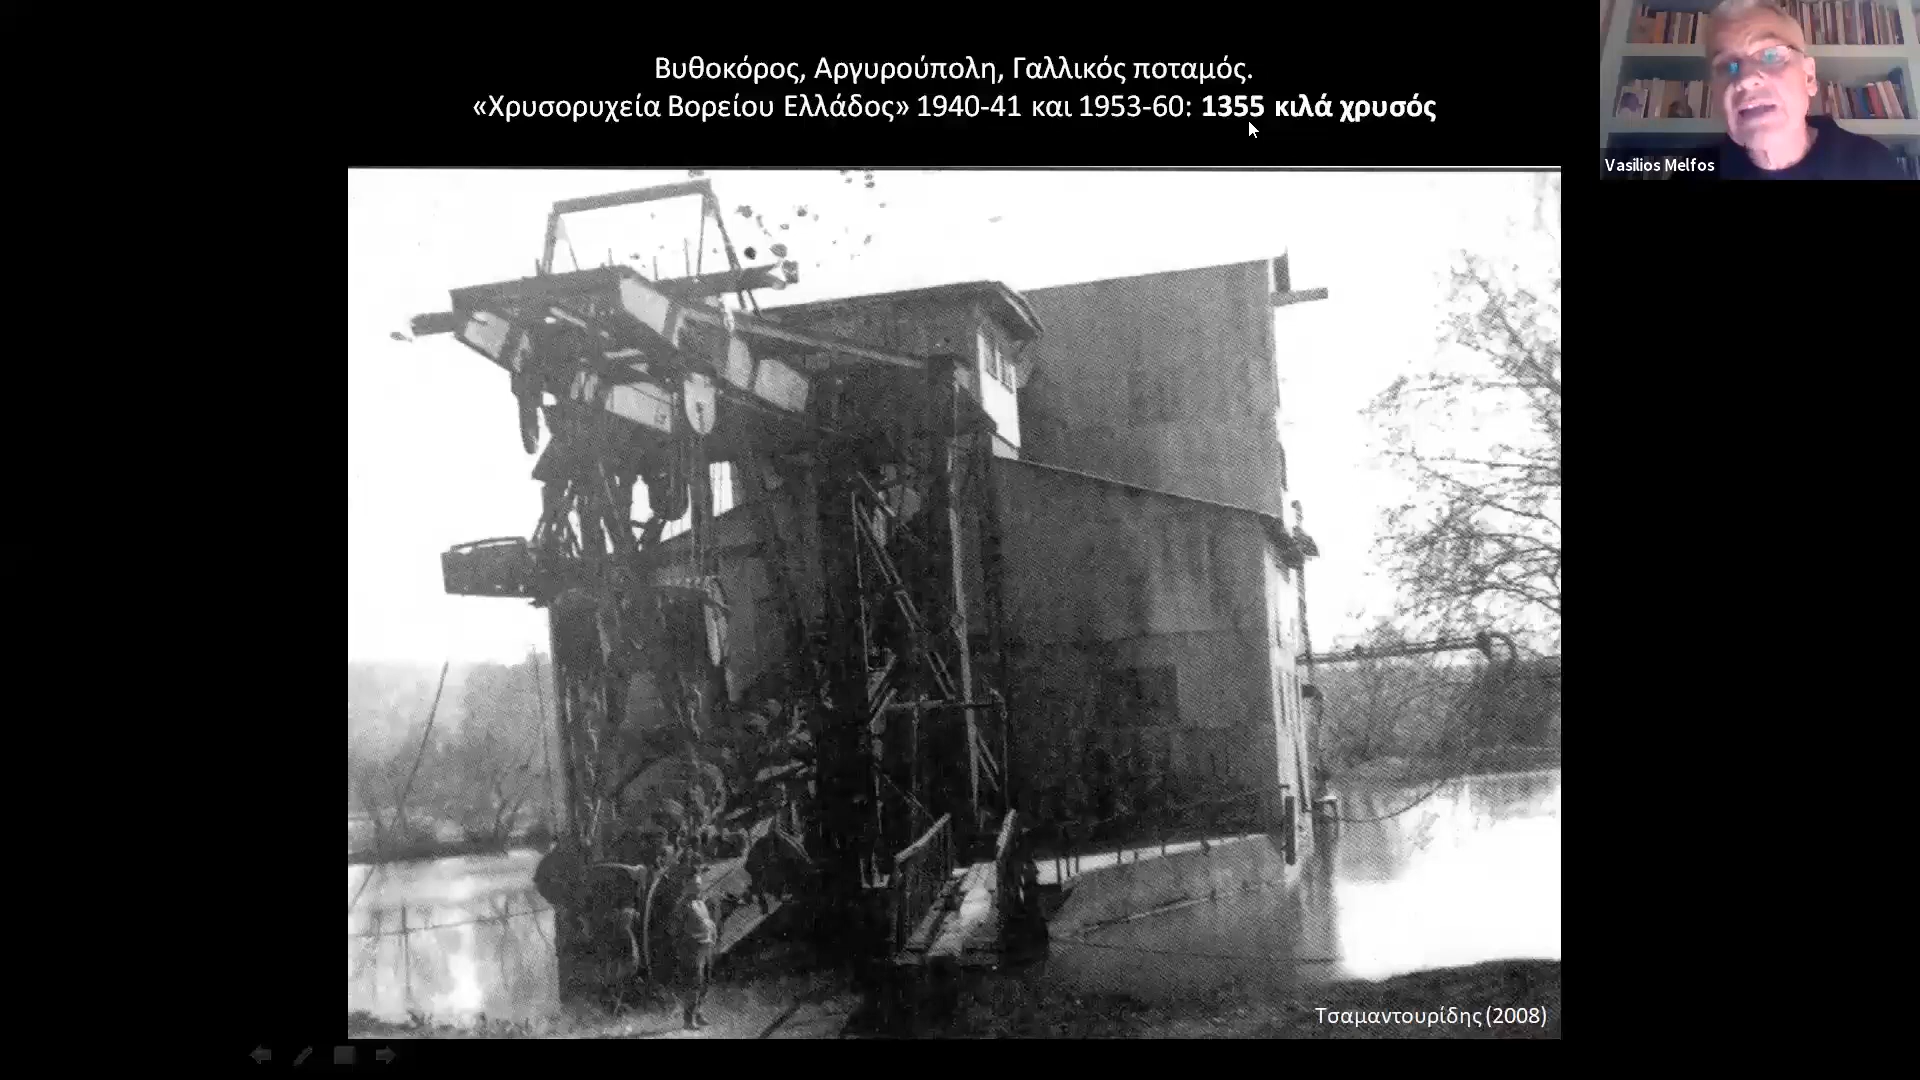 Βυθοκόρος, Αργυρούπολη, Γαλλικός ποταμός.
«Χρυσορυχεία Βορείου Ελλάδος» 1940-41 και 1953-60: 1355 κιλά χρυσός
Vasilios Melfos
Τσαμαντουρίδης (2008)